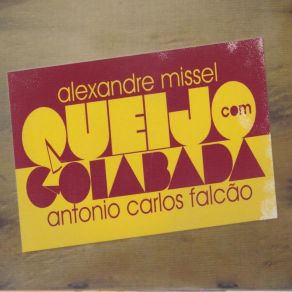 alexandre missel
QUEIJO com
GOIABADA
antonio carlos falcão